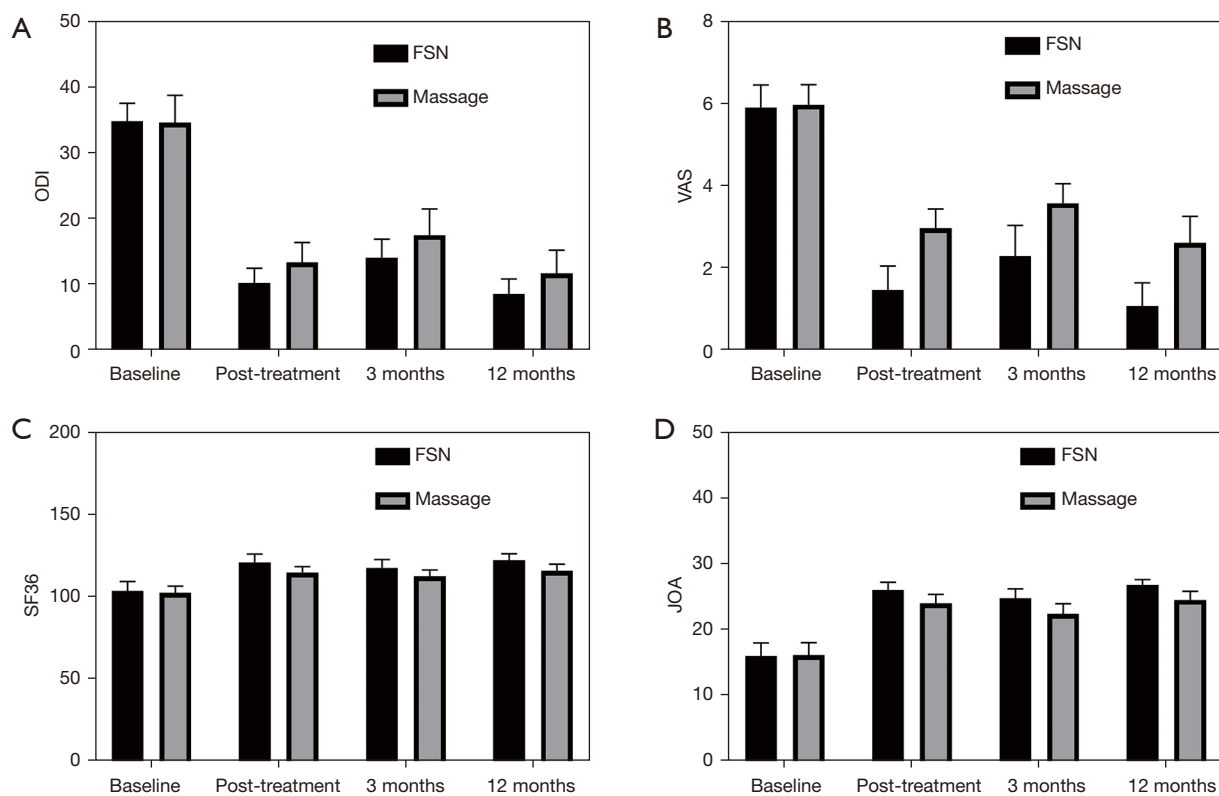 A
50
40
30
20
10
0
ODI
FSN
Massage
Baseline Post-treatment 3 months 12 months
B
8
6
4
2
0
VAS
FSN
Massage
Baseline Post-treatment 3 months 12 months
C
200
150
100
50
0
SF36
FSN
Massage
Baseline Post-treatment 3 months 12 months
D
50
40
30
20
10
0
JOA
FSN
Massage
Baseline Post-treatment 3 months 12 months